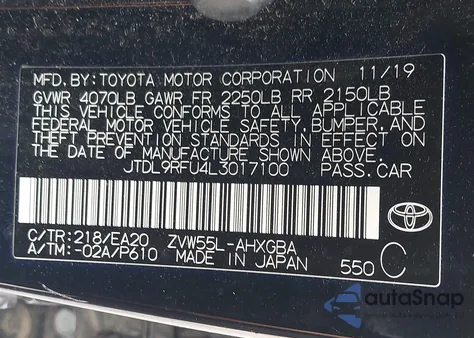 MFD. BY: TOYOTA MOTOR CORPORATION 11/19
GVWR 4070LB GAWR FR 2250LB RR 2150LB
THIS VEHICLE CONFORMS TO ALL APPLICABLE
FEDERAL MOTOR VEHICLE SAFETY, BUMPER, AND
THEFT PREVENTION STANDARDS IN EFFECT ON
THE DATE OF MANUFACTURE SHOWN ABOVE.
JTDL9RFU4L3017100 PASS.CAR
C/TR:218/EA20 ZVW55L-AHXGBA
A/TM:-02A/P610 MADE IN JAPAN 550 C
TOYOTA
autoSnap